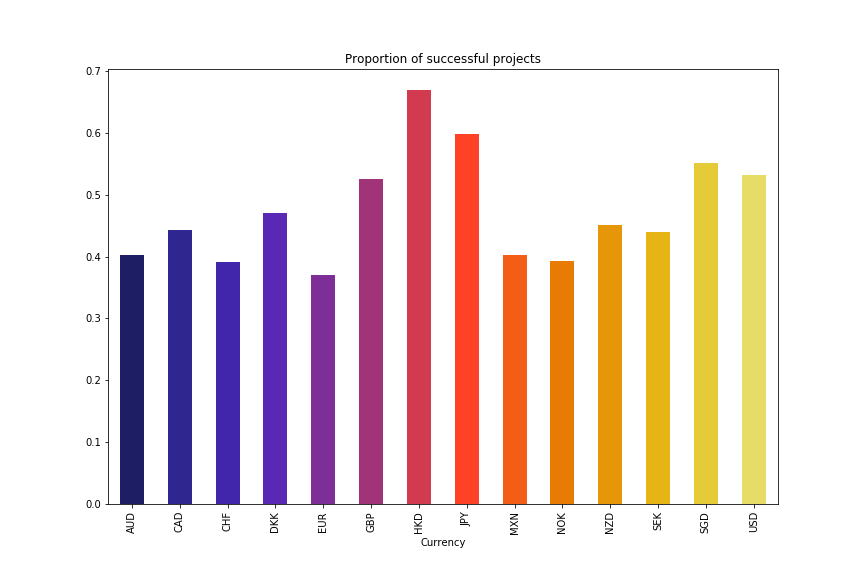 Proportion of successful projects
0.7
0.6
0.5
0.4
0.3
0.2
0.1
0.0
AUD CAD CHF DKK EUR GBP HKD JPY MXN NOK NZD SEK SGD USD
Currency